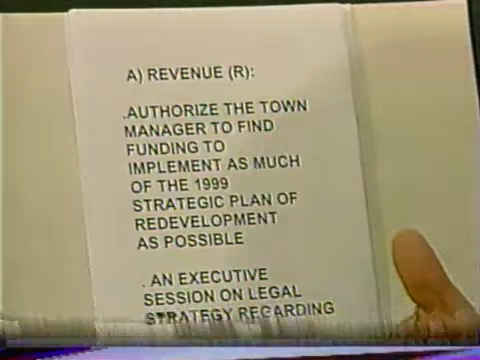 A) REVENUE (R):
.AUTHORIZE THE TOWN
MANAGER TO FIND
FUNDING TO
IMPLEMENT AS MUCH
OF THE 1999
STRATEGIC PLAN OF
REDEVELOPMENT
AS POSSIBLE
. AN EXECUTIVE
SESSION ON LEGAL
STRATEGY REGARDING